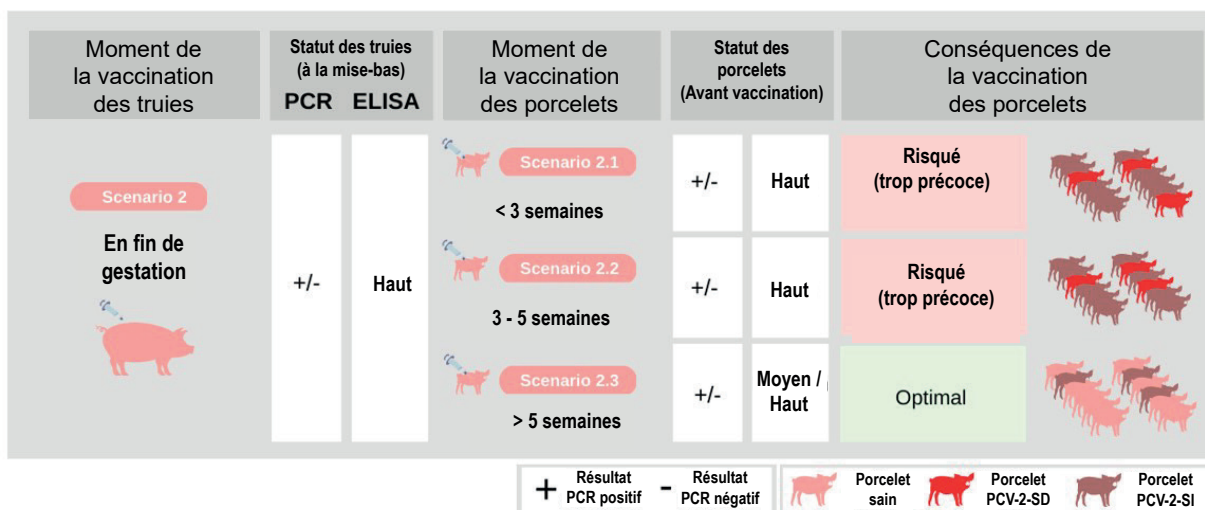 Moment de
la vaccination
des truies
Statut des truies
(à la mise-bas)
PCR ELISA
Moment de
la vaccination
des porcelets
Statut des
porcelets
(Avant vaccination)
Conséquences de
la vaccination
des porcelets
Scenario 2
En fin de
gestation
+/-
Haut
Scenario 2.1
< 3 semaines
+/-
Haut
Risqué
(trop précoce)
Scenario 2.2
3 - 5 semaines
+/-
Haut
Risqué
(trop précoce)
Scenario 2.3
> 5 semaines
+/-
Moyen /
Haut
Optimal
+ Résultat
PCR positif
- Résultat
PCR négatif
Porcelet
sain
Porcelet
PCV-2-SD
Porcelet
PCV-2-SI